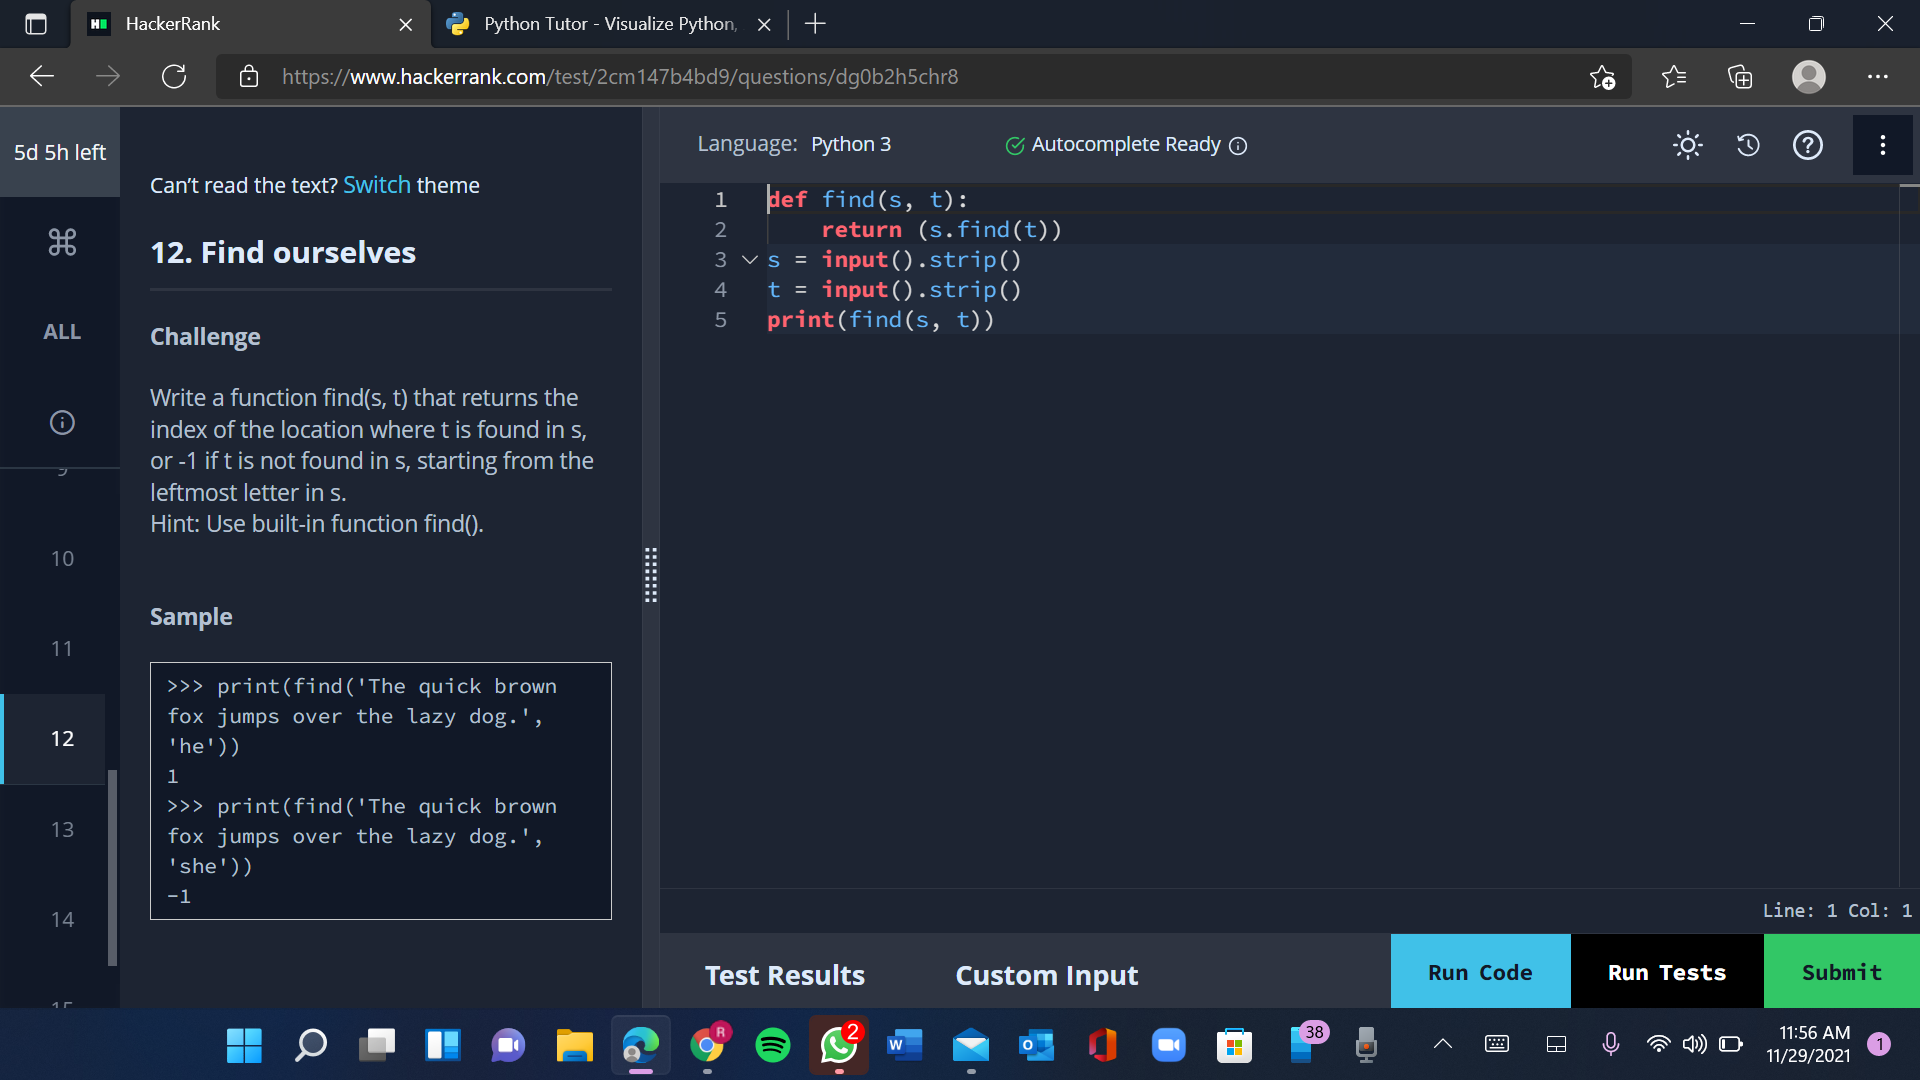 HackerRank
Python Tutor - Visualize Python,
https://www.hackerrank.com/test/2cm147b4bd9/questions/dg0b2h5chr8
5d 5h left
ALL
9
10
11
12
13
14
15
Can't read the text? Switch theme
12. Find ourselves
Challenge
Write a function find(s, t) that returns the
index of the location where t is found in s,
or -1 if t is not found in s, starting from the
leftmost letter in s.
Hint: Use built-in function find().
Sample
>>> print(find('The quick brown
fox jumps over the lazy dog.',
'he'))
1
>>> print(find('The quick brown
fox jumps over the lazy dog.',
'she'))
-1
Language: Python 3
Autocomplete Ready
1 def find(s, t):
2     return (s.find(t))
3 s = input().strip()
4 t = input().strip()
5 print(find(s, t))
Line: 1 Col: 1
Test Results
Custom Input
Run Code
Run Tests
Submit
R
2
W
O
38
11:56 AM
11/29/2021
1